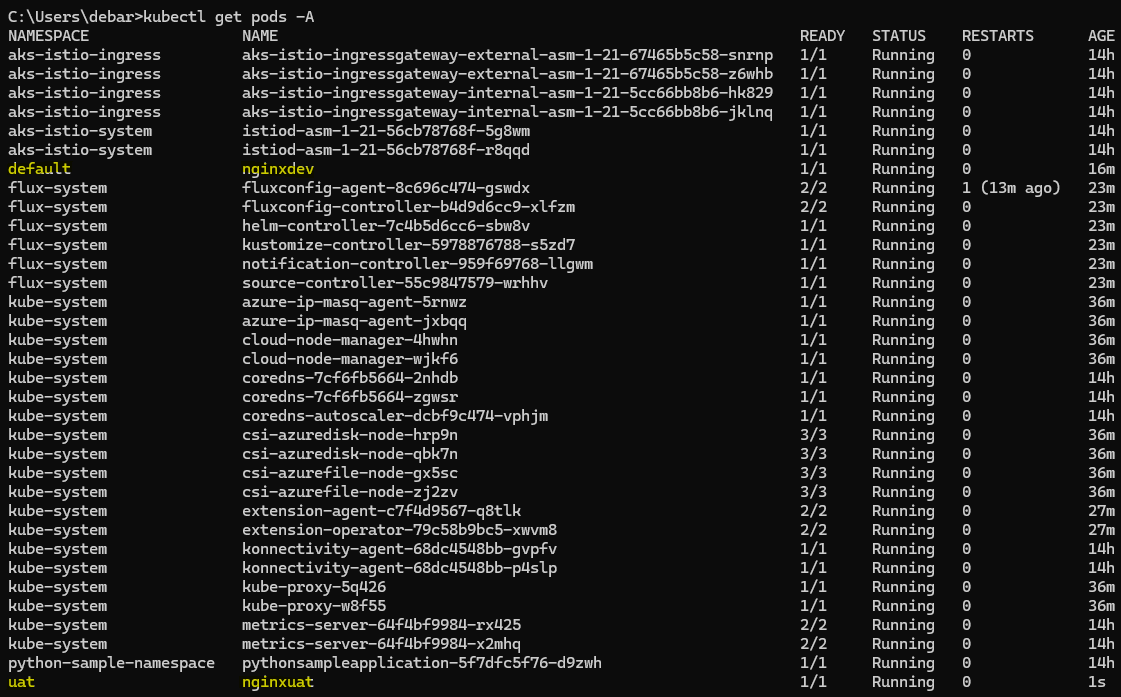 C:\Users\debar>kubectl get pods -A
NAMESPACE NAME READY STATUS RESTARTS AGE
aks-istio-ingress aks-istio-ingressgateway-external-asm-1-21-67465b5c58-snrnp 1/1 Running 0 14h
aks-istio-ingress aks-istio-ingressgateway-external-asm-1-21-67465b5c58-z6whb 1/1 Running 0 14h
aks-istio-ingress aks-istio-ingressgateway-internal-asm-1-21-5cc66bb8b6-hk829 1/1 Running 0 14h
aks-istio-ingress aks-istio-ingressgateway-internal-asm-1-21-5cc66bb8b6-jklnq 1/1 Running 0 14h
aks-istio-system istiod-asm-1-21-56cb78768f-5g8wm 1/1 Running 0 14h
aks-istio-system istiod-asm-1-21-56cb78768f-r8qqd 1/1 Running 0 14h
default nginxdev 1/1 Running 0 16m
flux-system fluxconfig-agent-8c696c474-gswdx 2/2 Running 1 (13m ago) 23m
flux-system fluxconfig-controller-b4d9d6cc9-xlfzm 2/2 Running 0 23m
flux-system helm-controller-7c4b5d6cc6-sbw8v 1/1 Running 0 23m
flux-system kustomize-controller-5978876788-s5zd7 1/1 Running 0 23m
flux-system notification-controller-959f69768-llgwm 1/1 Running 0 23m
flux-system source-controller-55c9847579-wrhhv 1/1 Running 0 23m
kube-system azure-ip-masq-agent-5rnwz 1/1 Running 0 36m
kube-system azure-ip-masq-agent-jxbqq 1/1 Running 0 36m
kube-system cloud-node-manager-4hwhn 1/1 Running 0 36m
kube-system cloud-node-manager-wjkf6 1/1 Running 0 36m
kube-system coredns-7cf6fb5664-2nhdb 1/1 Running 0 14h
kube-system coredns-7cf6fb5664-zgwsr 1/1 Running 0 14h
kube-system coredns-autoscaler-dcbf9c474-vphjm 1/1 Running 0 14h
kube-system csi-azuredisk-node-hrp9n 3/3 Running 0 36m
kube-system csi-azuredisk-node-qbk7n 3/3 Running 0 36m
kube-system csi-azurefile-node-gx5sc 3/3 Running 0 36m
kube-system csi-azurefile-node-zj2zv 3/3 Running 0 36m
kube-system extension-agent-c7f4d9567-q8tlk 2/2 Running 0 27m
kube-system extension-operator-79c58b9bc5-xwvm8 2/2 Running 0 27m
kube-system konnectivity-agent-68dc4548bb-gvpfv 1/1 Running 0 14h
kube-system konnectivity-agent-68dc4548bb-p4slp 1/1 Running 0 14h
kube-system kube-proxy-5q426 1/1 Running 0 36m
kube-system kube-proxy-w8f55 1/1 Running 0 36m
kube-system metrics-server-64f4bf9984-rx425 2/2 Running 0 14h
kube-system metrics-server-64f4bf9984-x2mhq 2/2 Running 0 14h
python-sample-namespace pythonsampleapplication-5f7dfc5f76-d9zwh 1/1 Running 0 14h
uat nginxuat 1/1 Running 0 1s